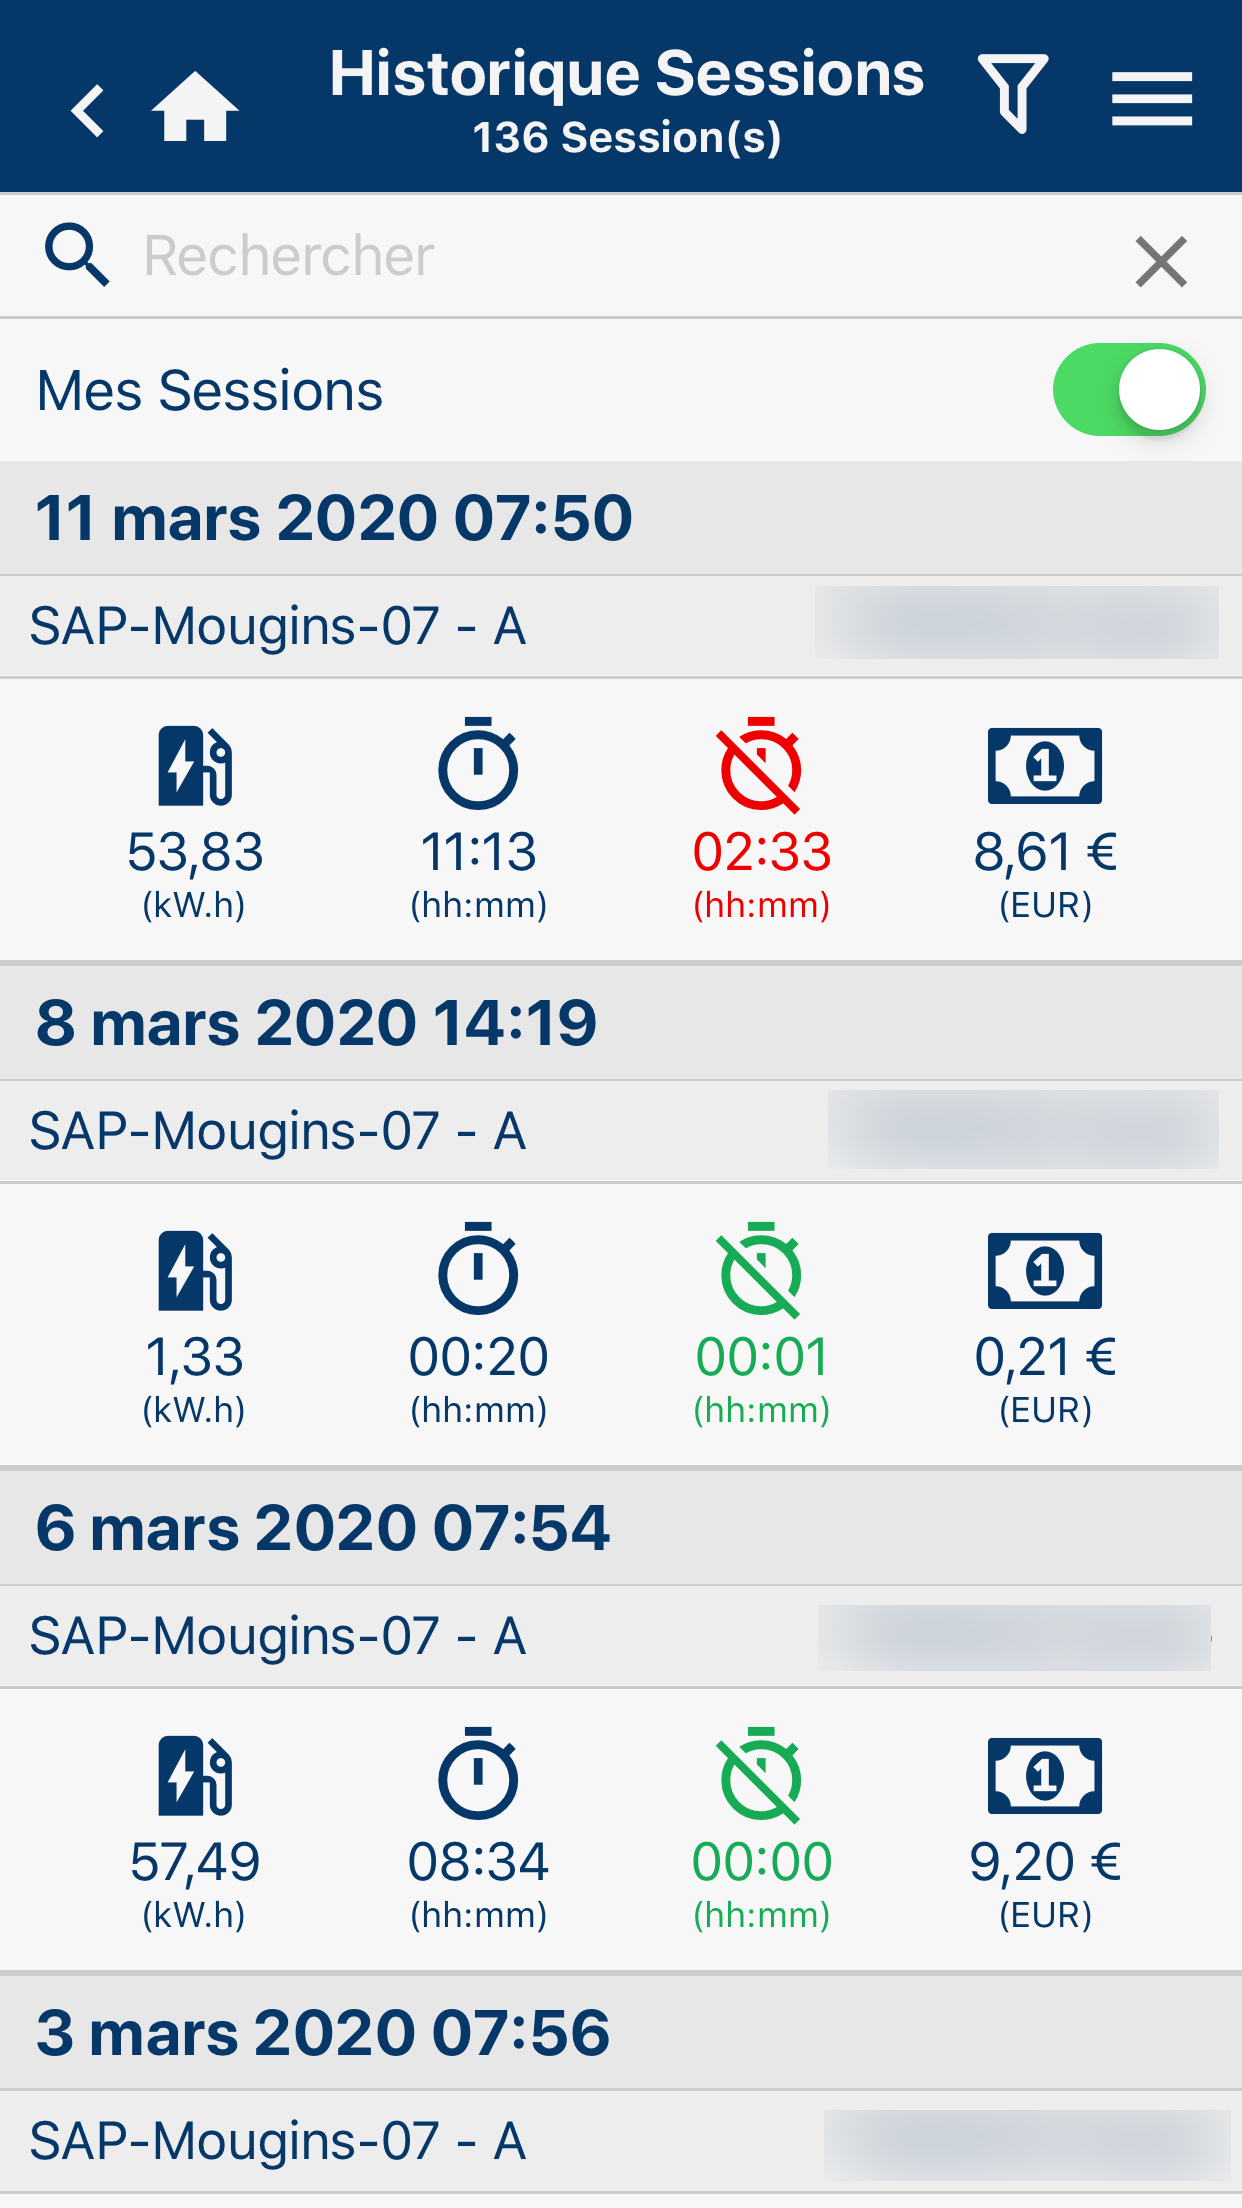 Historique Sessions
136 Session(s)
Rechercher
Mes Sessions
11 mars 2020 07:50
SAP-Mougins-07 - A
53,83 11:13 02:33 8,61 €
(kW.h) (hh:mm) (hh:mm) (EUR)
8 mars 2020 14:19
SAP-Mougins-07 - A
1,33 00:20 00:01 0,21 €
(kW.h) (hh:mm) (hh:mm) (EUR)
6 mars 2020 07:54
SAP-Mougins-07 - A
57,49 08:34 00:00 9,20 €
(kW.h) (hh:mm) (hh:mm) (EUR)
3 mars 2020 07:56
SAP-Mougins-07 - A